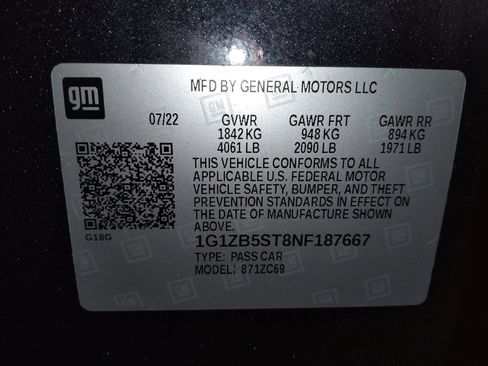 gm
MFD BY GENERAL MOTORS LLC
07/22 GVWR GAWR FRT GAWR RR
1842 KG 948 KG 894 KG
4061 LB 2090 LB 1971 LB
THIS VEHICLE CONFORMS TO ALL
APPLICABLE U.S. FEDERAL MOTOR
VEHICLE SAFETY, BUMPER, AND THEFT
PREVENTION STANDARDS IN EFFECT ON
THE DATE OF MANUFACTURE SHOWN
ABOVE.
G18G
1G1ZB5ST8NF187667
TYPE: PASS CAR
MODEL: 871ZC69